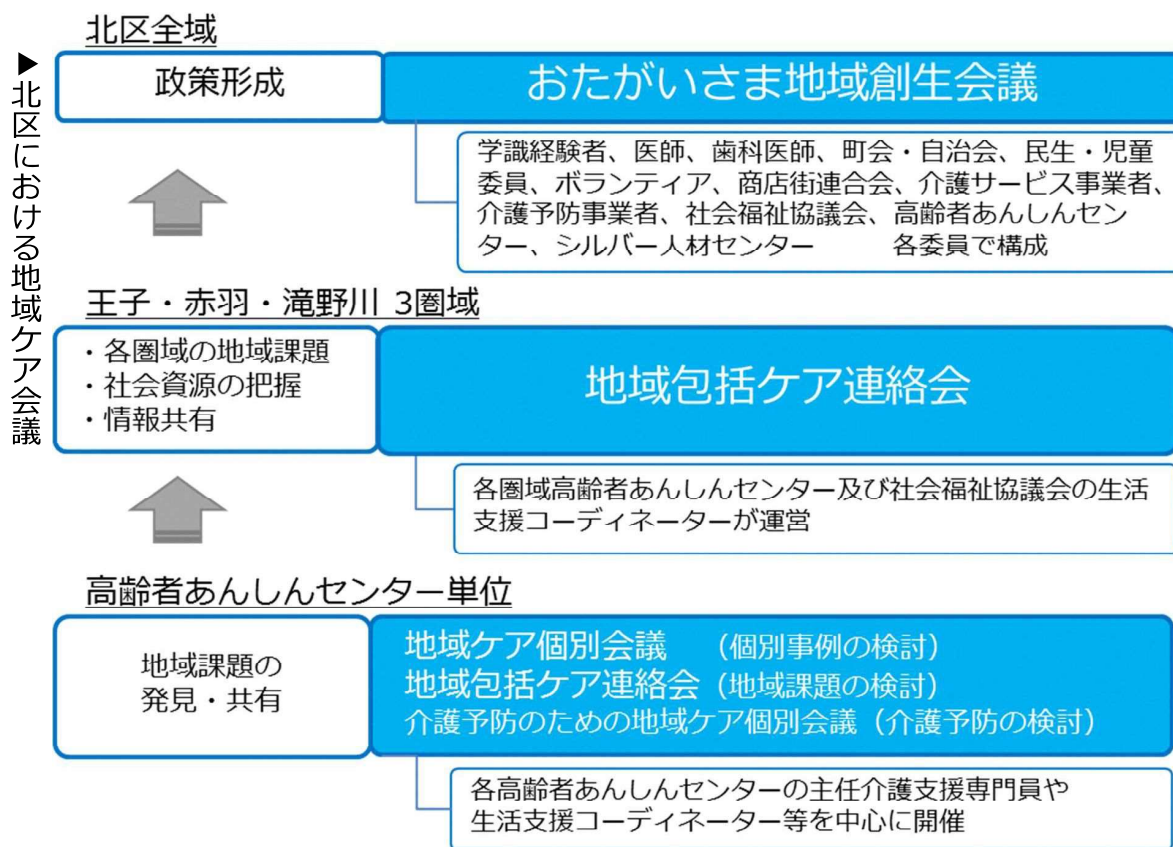 ▶北区における地域ケア会議
北区全域
政策形成
おたがいさま地域創生会議
学識経験者、医師、歯科医師、町会・自治会、民生・児童
委員、ボランティア、商店街連合会、介護サービス事業者、
介護予防事業者、社会福祉協議会、高齢者あんしんセン
ター、シルバー人材センター　　　各委員で構成
王子・赤羽・滝野川 3圏域
・各圏域の地域課題
・社会資源の把握
・情報共有
地域包括ケア連絡会
各圏域高齢者あんしんセンター及び社会福祉協議会の生活
支援コーディネーターが運営
高齢者あんしんセンター単位
地域課題の
発見・共有
地域ケア個別会議　（個別事例の検討）
地域包括ケア連絡会（地域課題の検討）
介護予防のための地域ケア個別会議（介護予防の検討）
各高齢者あんしんセンターの主任介護支援専門員や
生活支援コーディネーター等を中心に開催